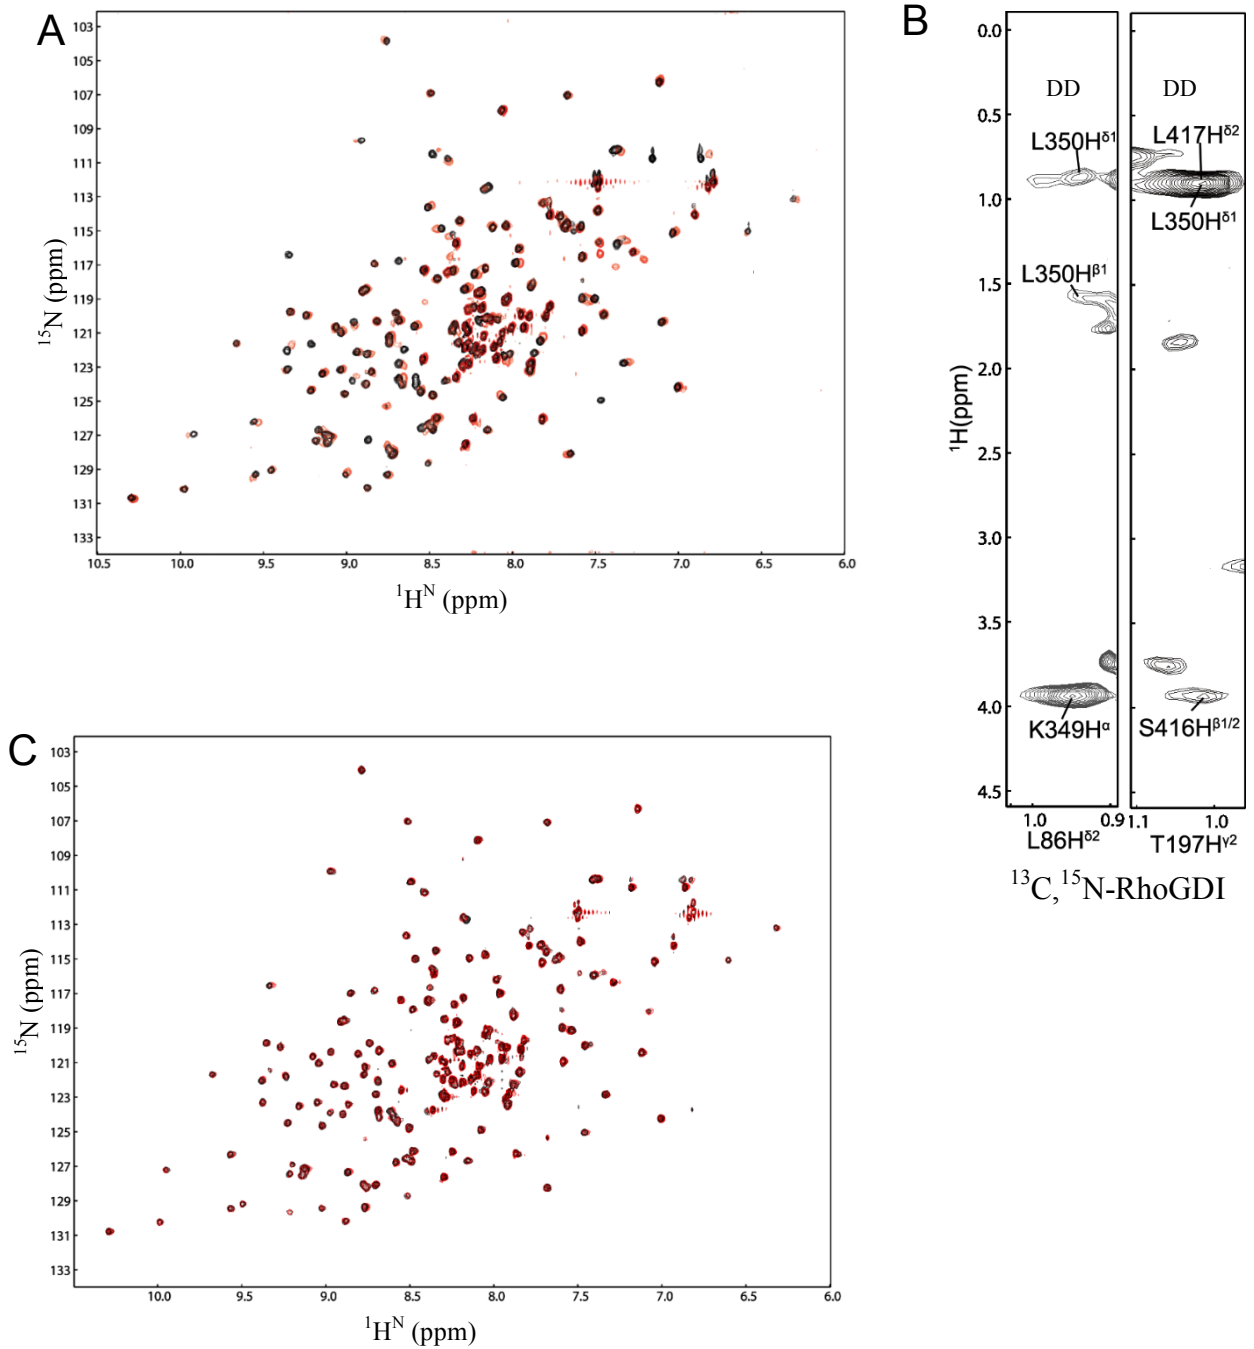 A
103
105
107
109
111
113
115
117
119
121
123
125
127
129
131
133
¹⁵N (ppm)
10.5 10.0 9.5 9.0 8.5 8.0 7.5 7.0 6.5 6.0
¹Hᴺ (ppm)
B
0.0
0.5
1.0
1.5
2.0
2.5
3.0
3.5
4.0
4.5
¹H(ppm)
DD DD
L350Hᵟ¹ L417Hᵟ²
L350Hᵟ¹
L350Hᵝ¹
K349Hᵅ S416Hᵝ¹/²
1.0 0.9 1.1 1.0
L86Hᵟ² T197Hᵞ²
¹³C,¹⁵N-RhoGDI
C
103
105
107
109
111
113
115
117
119
121
123
125
127
129
131
133
¹⁵N (ppm)
10.0 9.5 9.0 8.5 8.0 7.5 7.0 6.5 6.0
¹Hᴺ (ppm)